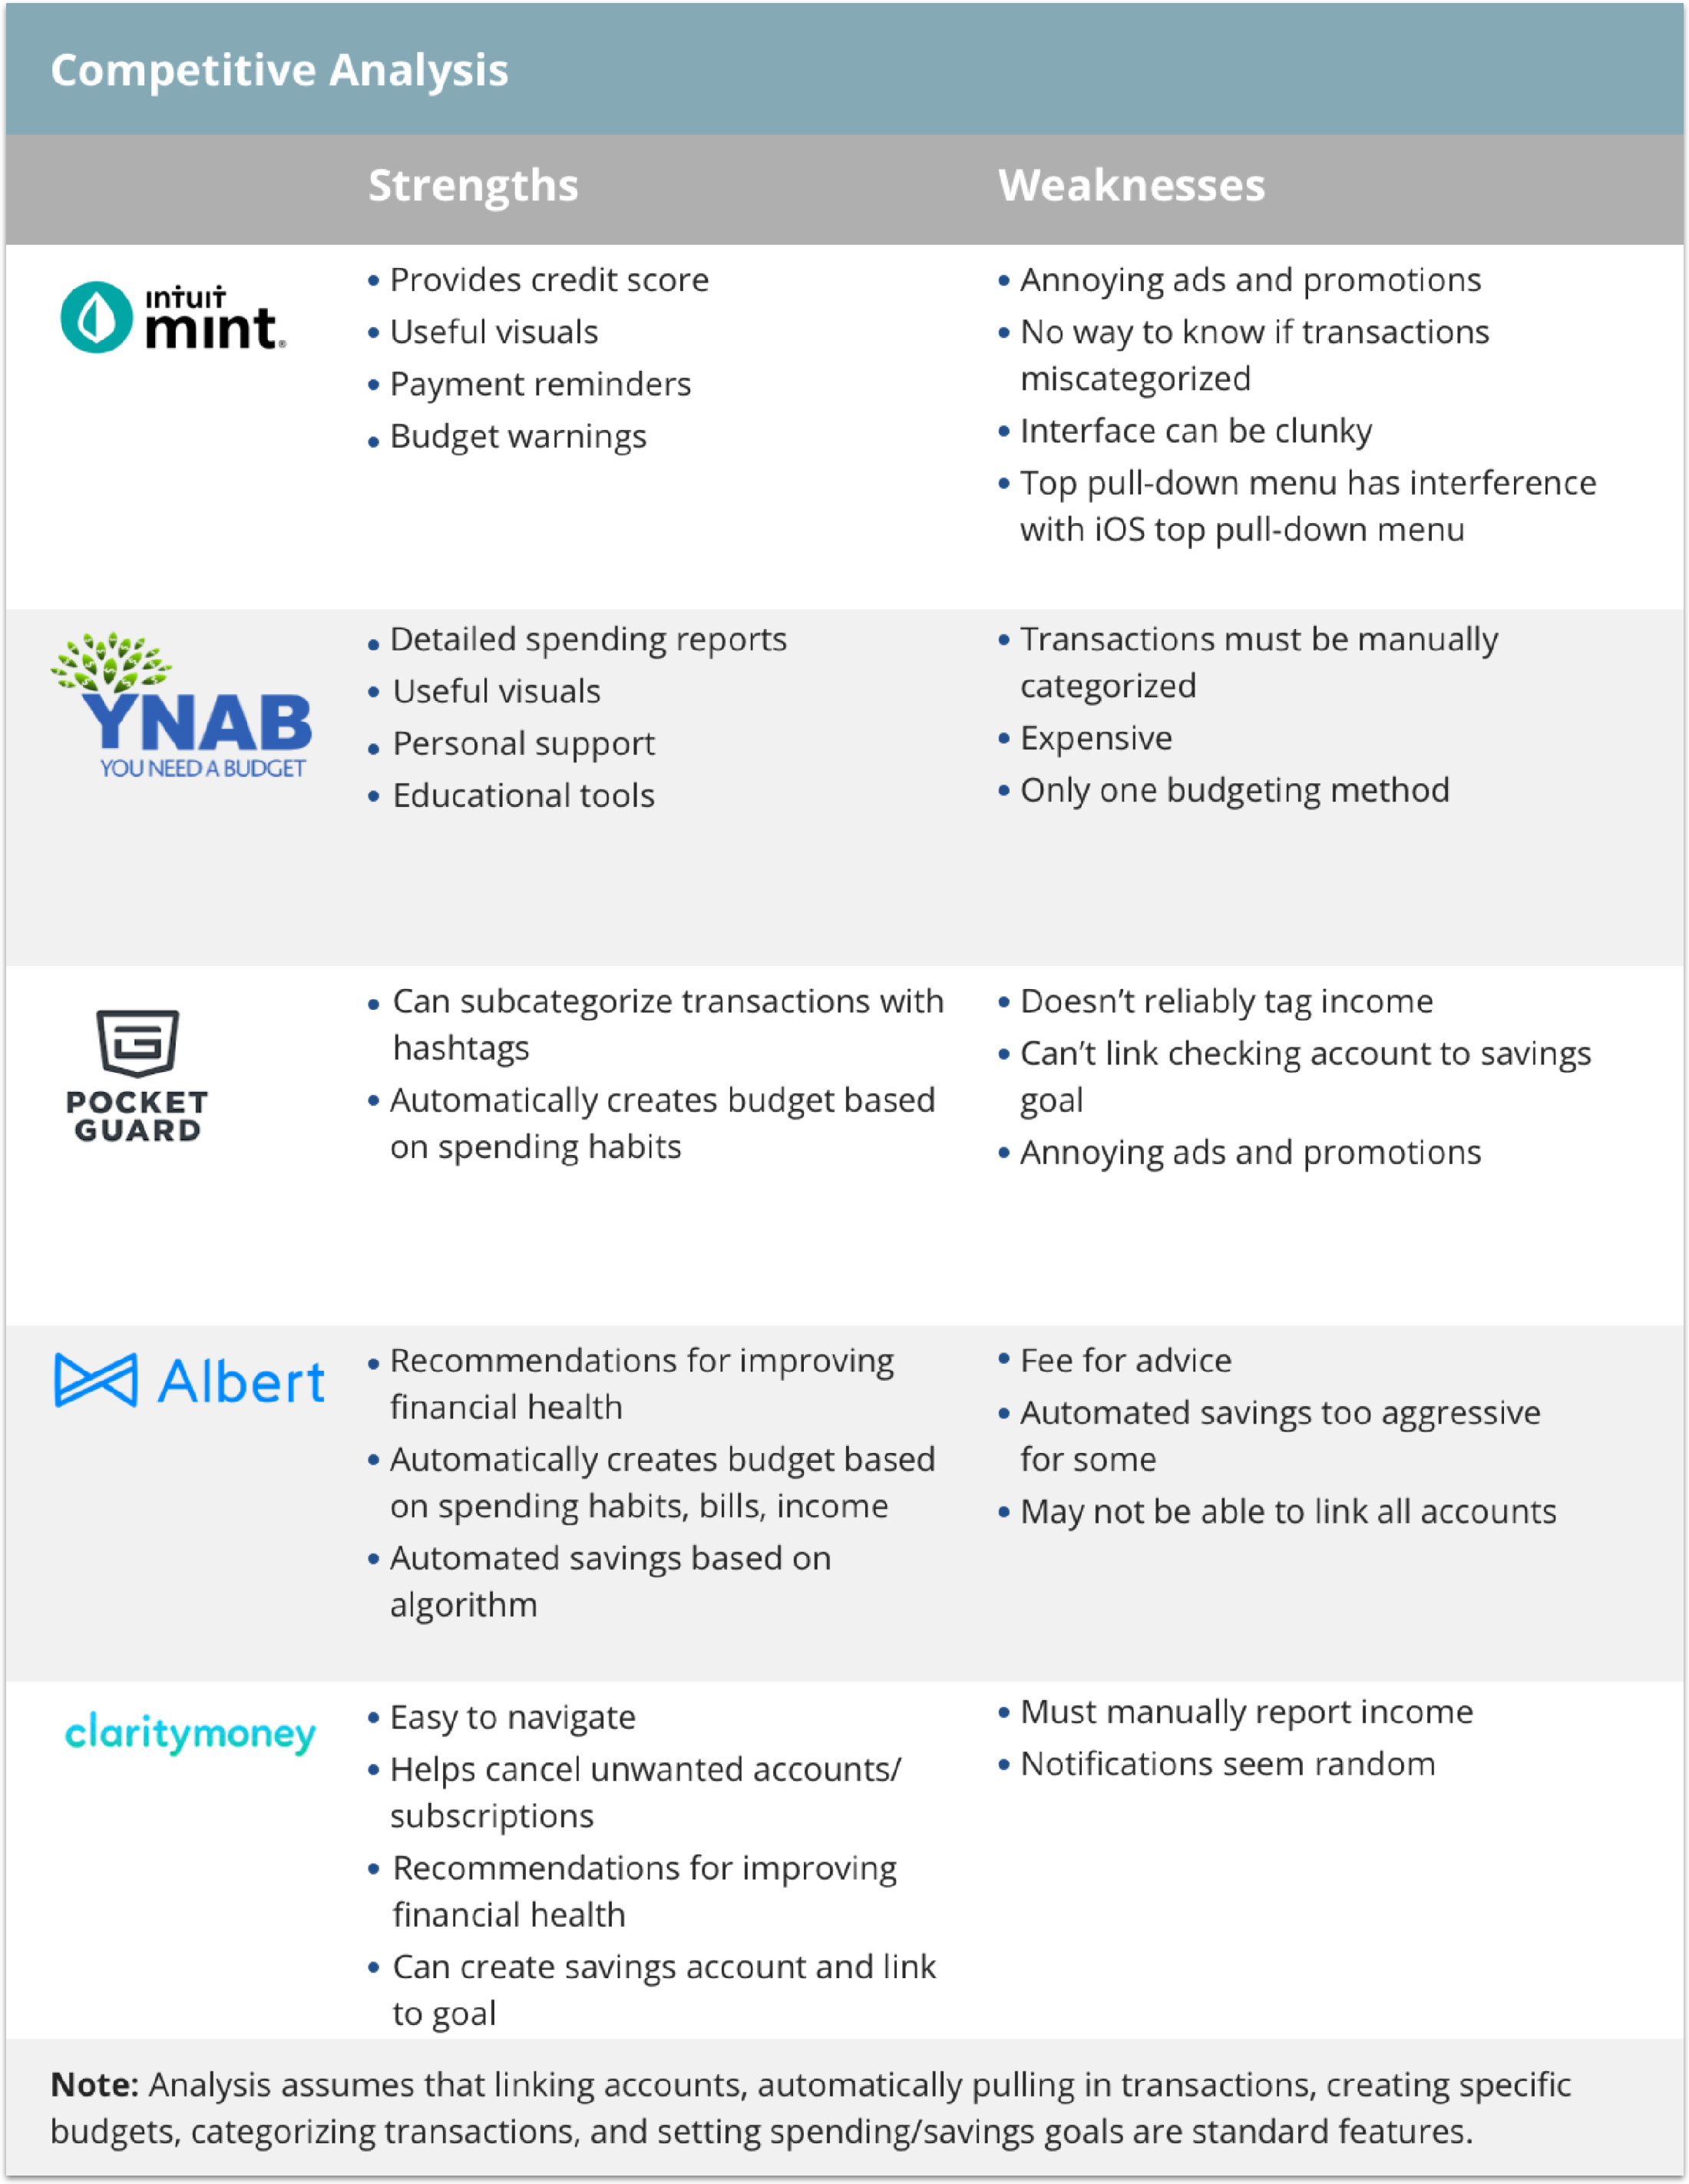 Competitive Analysis
Strengths
Weaknesses
intuit
mint®
• Provides credit score
• Useful visuals
• Payment reminders
• Budget warnings
• Annoying ads and promotions
• No way to know if transactions
miscategorized
• Interface can be clunky
• Top pull-down menu has interference
with iOS top pull-down menu
YNAB
YOU NEED A BUDGET
• Detailed spending reports
• Useful visuals
• Personal support
• Educational tools
• Transactions must be manually
categorized
• Expensive
• Only one budgeting method
POCKET
GUARD
• Can subcategorize transactions with
hashtags
• Automatically creates budget based
on spending habits
• Doesn’t reliably tag income
• Can’t link checking account to savings
goal
• Annoying ads and promotions
Albert
• Recommendations for improving
financial health
• Automatically creates budget based
on spending habits, bills, income
• Automated savings based on
algorithm
• Fee for advice
• Automated savings too aggressive
for some
• May not be able to link all accounts
claritymoney
• Easy to navigate
• Helps cancel unwanted accounts/
subscriptions
• Recommendations for improving
financial health
• Can create savings account and link
to goal
• Must manually report income
• Notifications seem random
Note: Analysis assumes that linking accounts, automatically pulling in transactions, creating specific
budgets, categorizing transactions, and setting spending/savings goals are standard features.